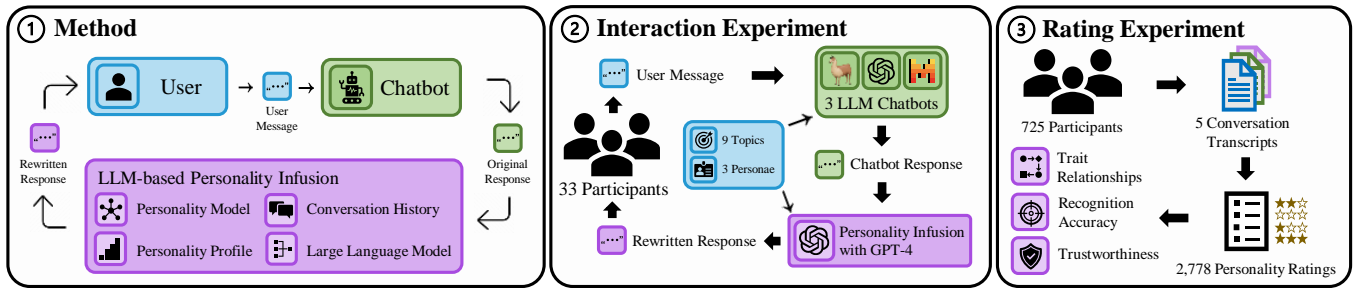 1 Method
User
User
Message
Chatbot
Original
Response
Rewritten
Response
LLM-based Personality Infusion
Personality Model
Conversation History
Personality Profile
Large Language Model
2 Interaction Experiment
User Message
3 LLM Chatbots
9 Topics
3 Personae
33 Participants
Chatbot Response
Rewritten Response
Personality Infusion
with GPT-4
3 Rating Experiment
725 Participants
5 Conversation
Transcripts
Trait
Relationships
Recognition
Accuracy
Trustworthiness
2,778 Personality Ratings